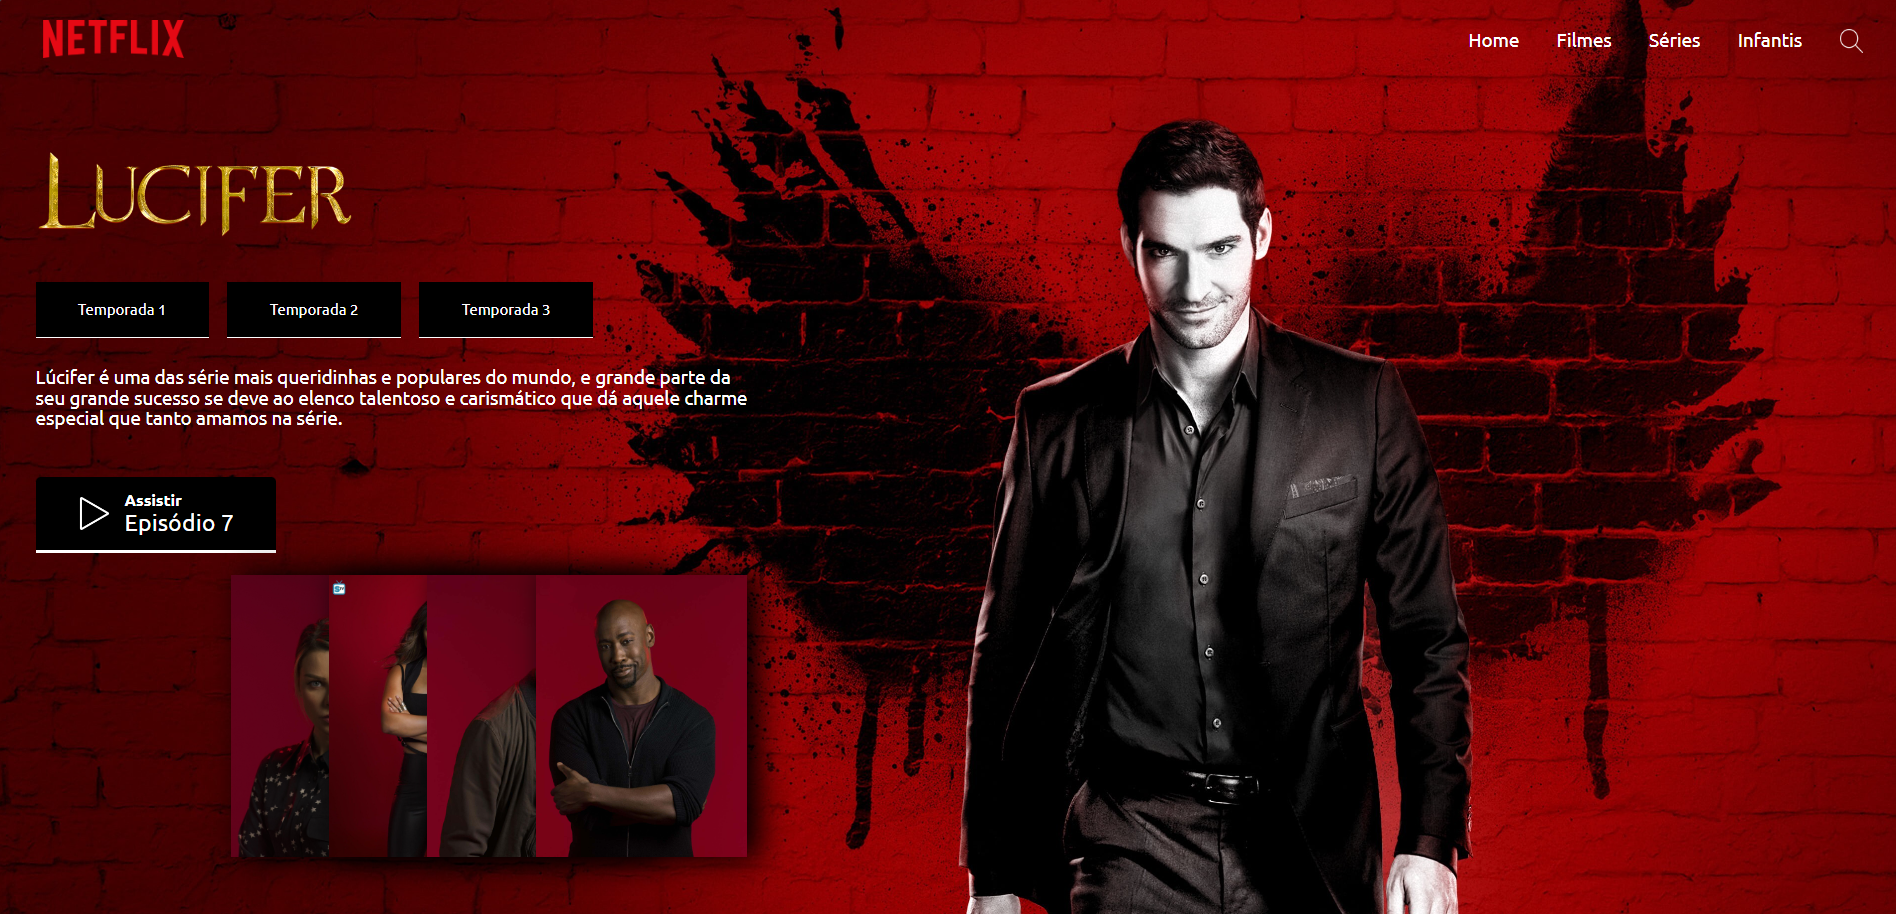 NETFLIX
Home Filmes Séries Infantis
LUCIFER
Temporada 1 Temporada 2 Temporada 3
Lúcifer é uma das série mais queridinhas e populares do mundo, e grande parte da
seu grande sucesso se deve ao elenco talentoso e carismático que dá aquele charme
especial que tanto amamos na série.
Assistir
Episódio 7